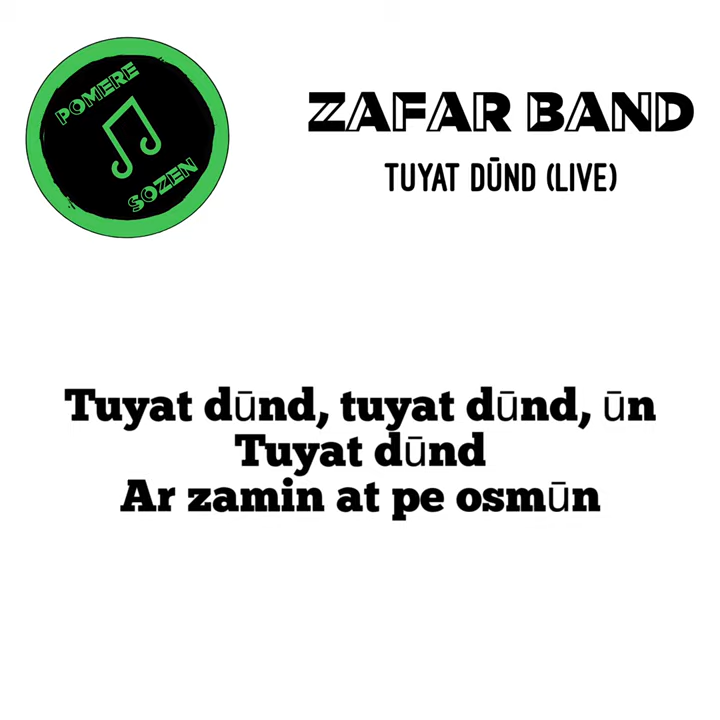 POMERE
SOZEN
ZAFAR BAND
TUYAT DŪND (LIVE)
Tuyat dūnd, tuyat dūnd, ūn
Tuyat dūnd
Ar zamin at pe osmūn